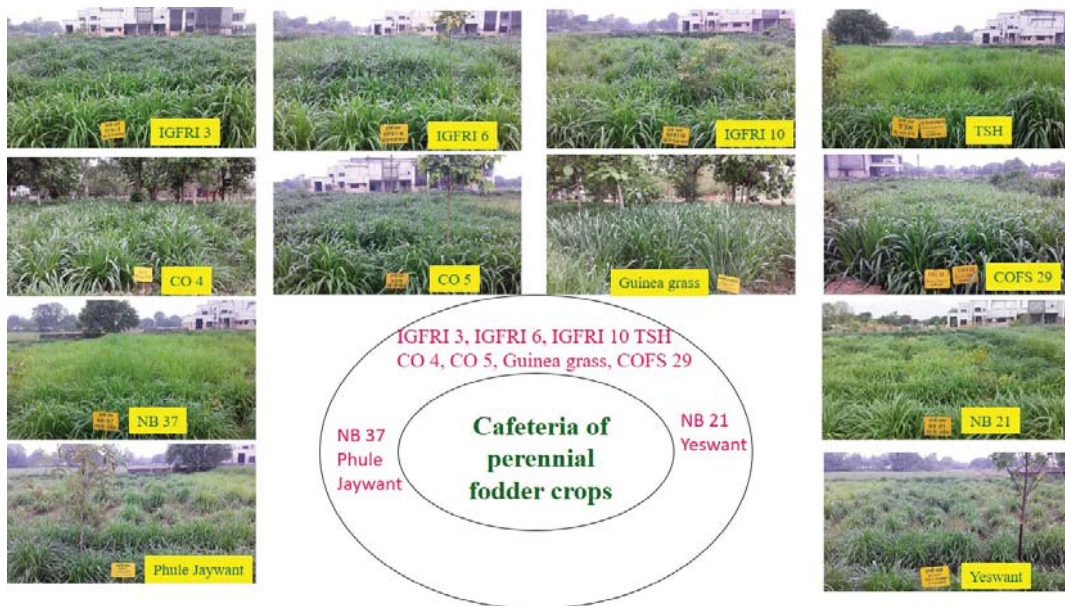 IGFRI 3
IGFRI 6
IGFRI 10
TSH
CO 4
CO 5
Guinea grass
COFS 29
NB 37
NB 21
Phule Jaywant
Yeswant
IGFRI 3, IGFRI 6, IGFRI 10 TSH
CO 4, CO 5, Guinea grass, COFS 29
NB 37
Phule
Jaywant
NB 21
Yeswant
Cafeteria of
perennial
fodder crops